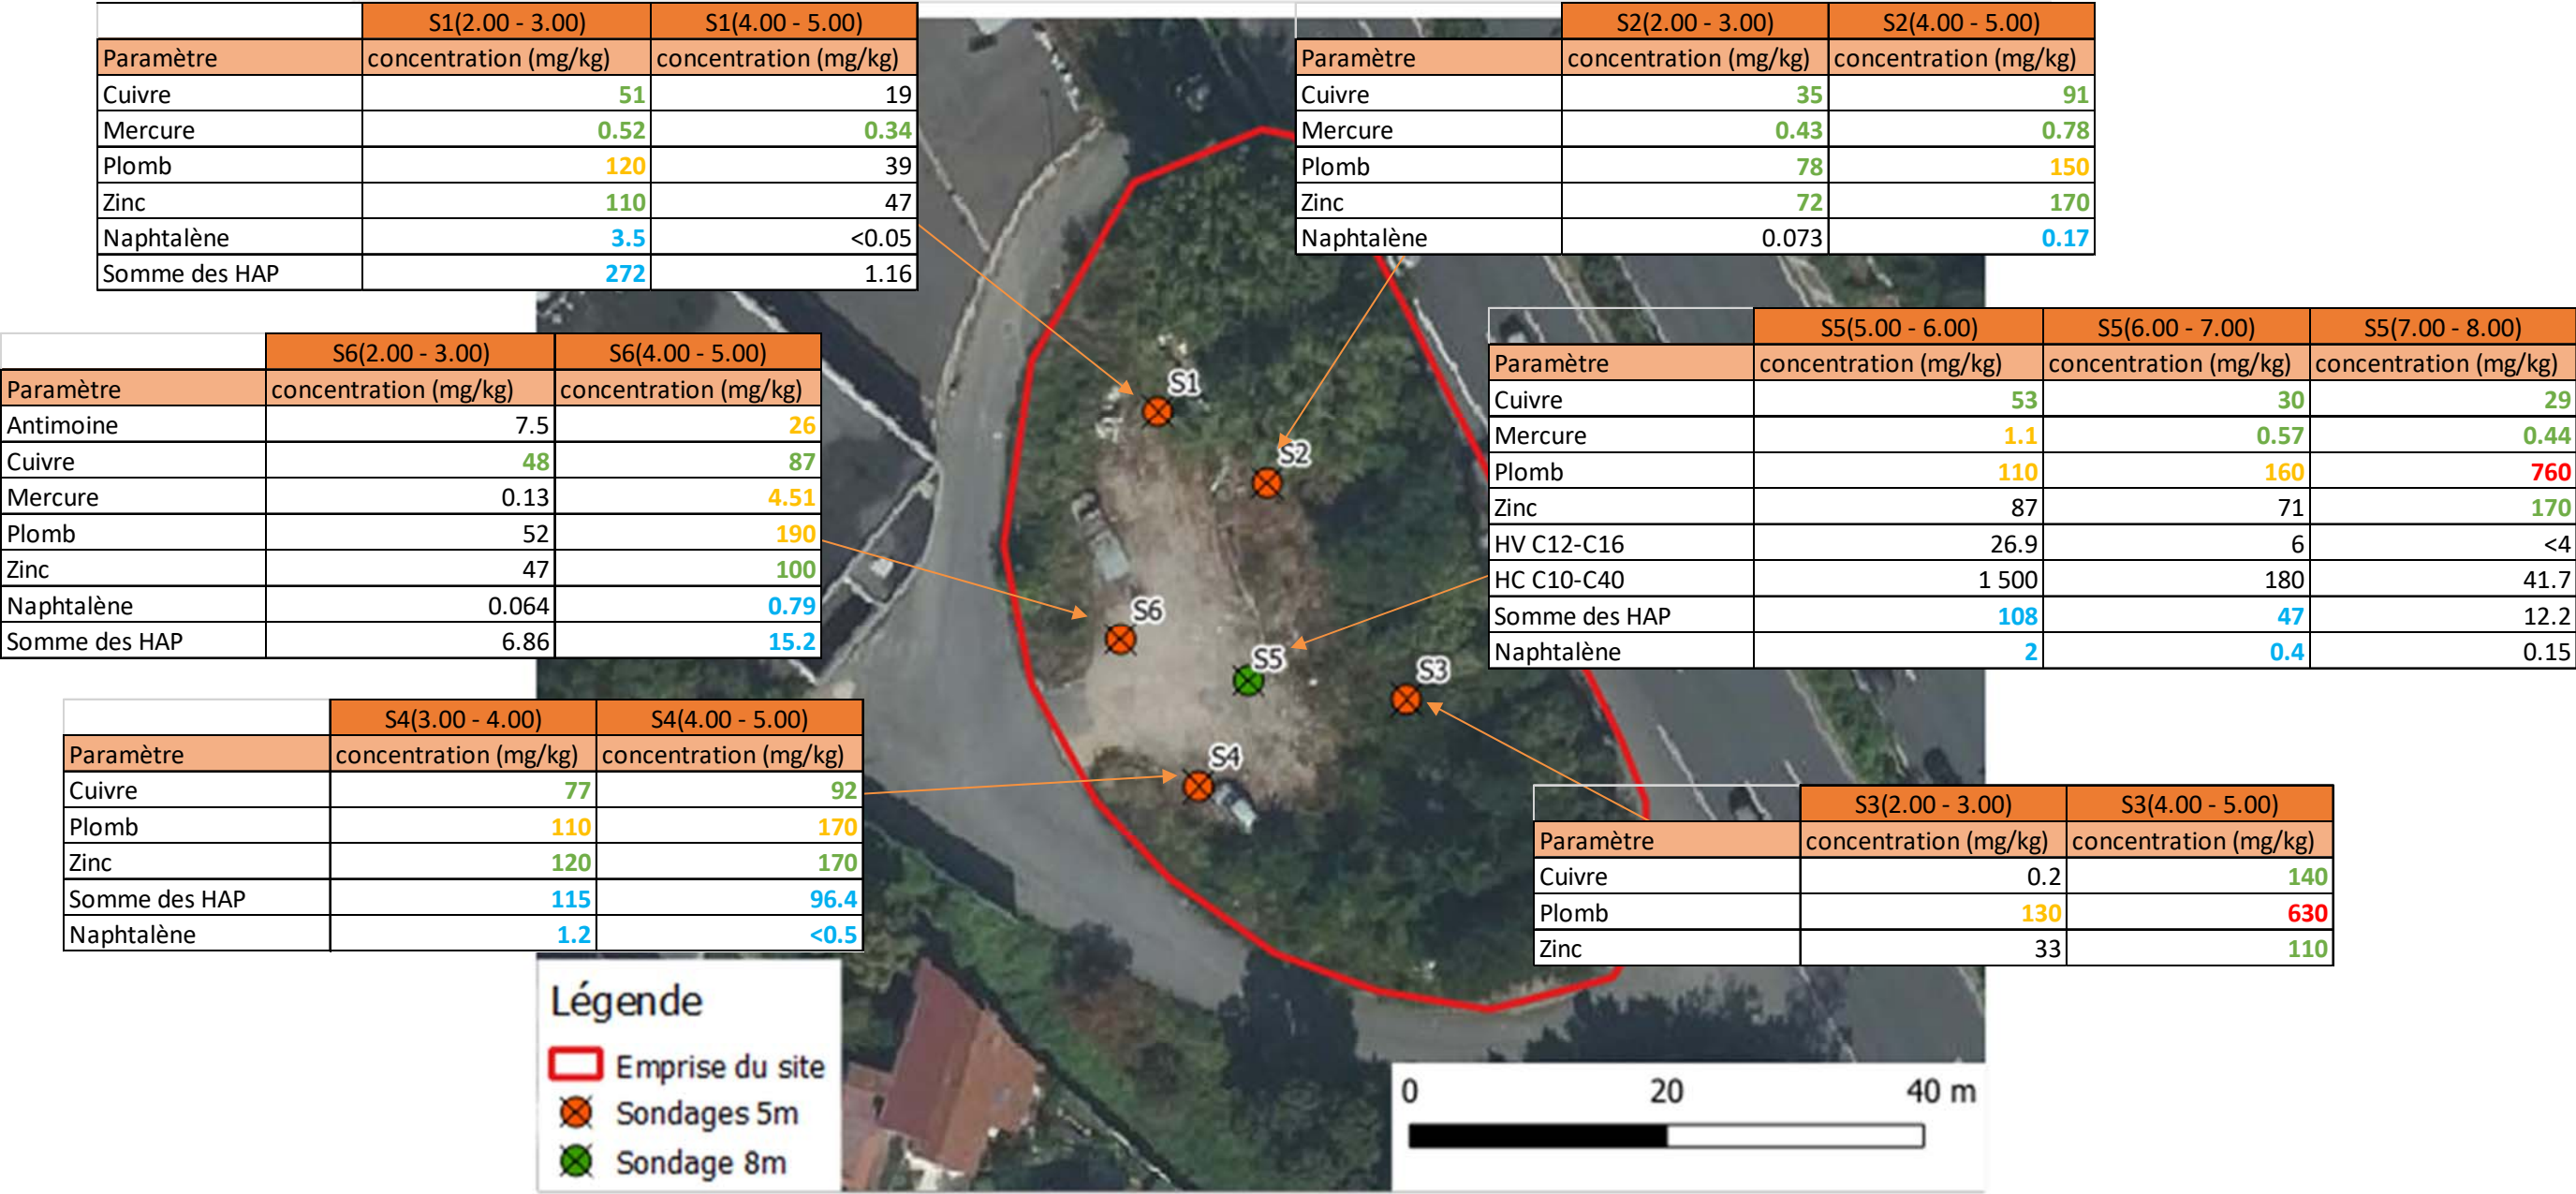 S1(2.00 - 3.00) S1(4.00 - 5.00)
Paramètre concentration (mg/kg) concentration (mg/kg)
Cuivre 51 19
Mercure 0.52 0.34
Plomb 120 39
Zinc 110 47
Naphtalène 3.5 <0.05
Somme des HAP 272 1.16
S2(2.00 - 3.00) S2(4.00 - 5.00)
Paramètre concentration (mg/kg) concentration (mg/kg)
Cuivre 35 91
Mercure 0.43 0.78
Plomb 78 150
Zinc 72 170
Naphtalène 0.073 0.17
S6(2.00 - 3.00) S6(4.00 - 5.00)
Paramètre concentration (mg/kg) concentration (mg/kg)
Antimoine 7.5 26
Cuivre 48 87
Mercure 0.13 4.51
Plomb 52 190
Zinc 47 100
Naphtalène 0.064 0.79
Somme des HAP 6.86 15.2
S5(5.00 - 6.00) S5(6.00 - 7.00) S5(7.00 - 8.00)
Paramètre concentration (mg/kg) concentration (mg/kg) concentration (mg/kg)
Cuivre 53 30 29
Mercure 1.1 0.57 0.44
Plomb 110 160 760
Zinc 87 71 170
HV C12-C16 26.9 6 <4
HC C10-C40 1 500 180 41.7
Somme des HAP 108 47 12.2
Naphtalène 2 0.4 0.15
S1
S2
S6
S5
S3
S4
S4(3.00 - 4.00) S4(4.00 - 5.00)
Paramètre concentration (mg/kg) concentration (mg/kg)
Cuivre 77 92
Plomb 110 170
Zinc 120 170
Somme des HAP 115 96.4
Naphtalène 1.2 <0.5
S3(2.00 - 3.00) S3(4.00 - 5.00)
Paramètre concentration (mg/kg) concentration (mg/kg)
Cuivre 0.2 140
Plomb 130 630
Zinc 33 110
Légende
Emprise du site
Sondages 5m
Sondage 8m
0 20 40 m